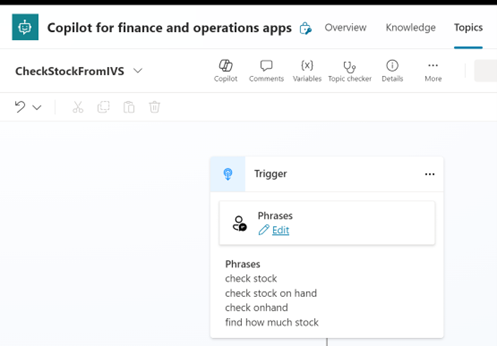 Copilot for finance and operations apps Overview Knowledge Topics
CheckStockFromIVS Copilot Comments {x} Variables Topic checker Details More
Trigger
Phrases
Edit
Phrases
check stock
check stock on hand
check onhand
find how much stock